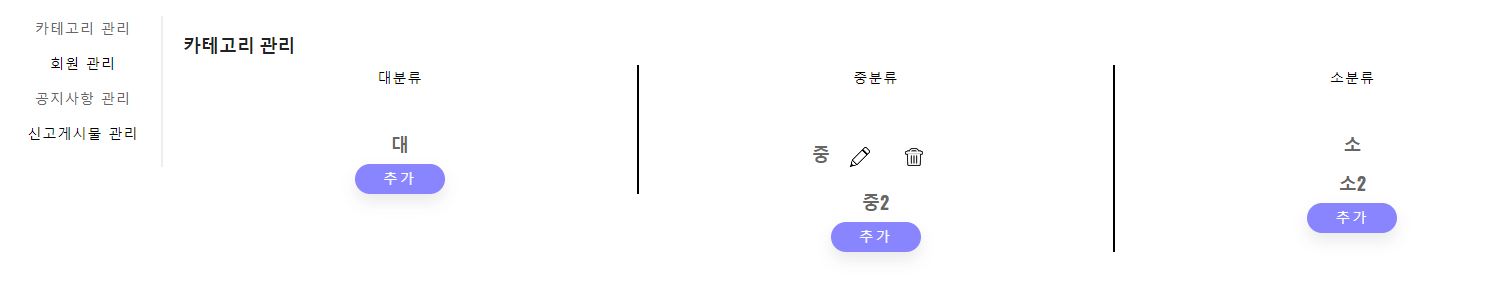 카테고리 관리
회원 관리
공지사항 관리
신고게시물 관리
카테고리 관리
대분류
대
추가
중분류
중
중2
추가
소분류
소
소2
추가